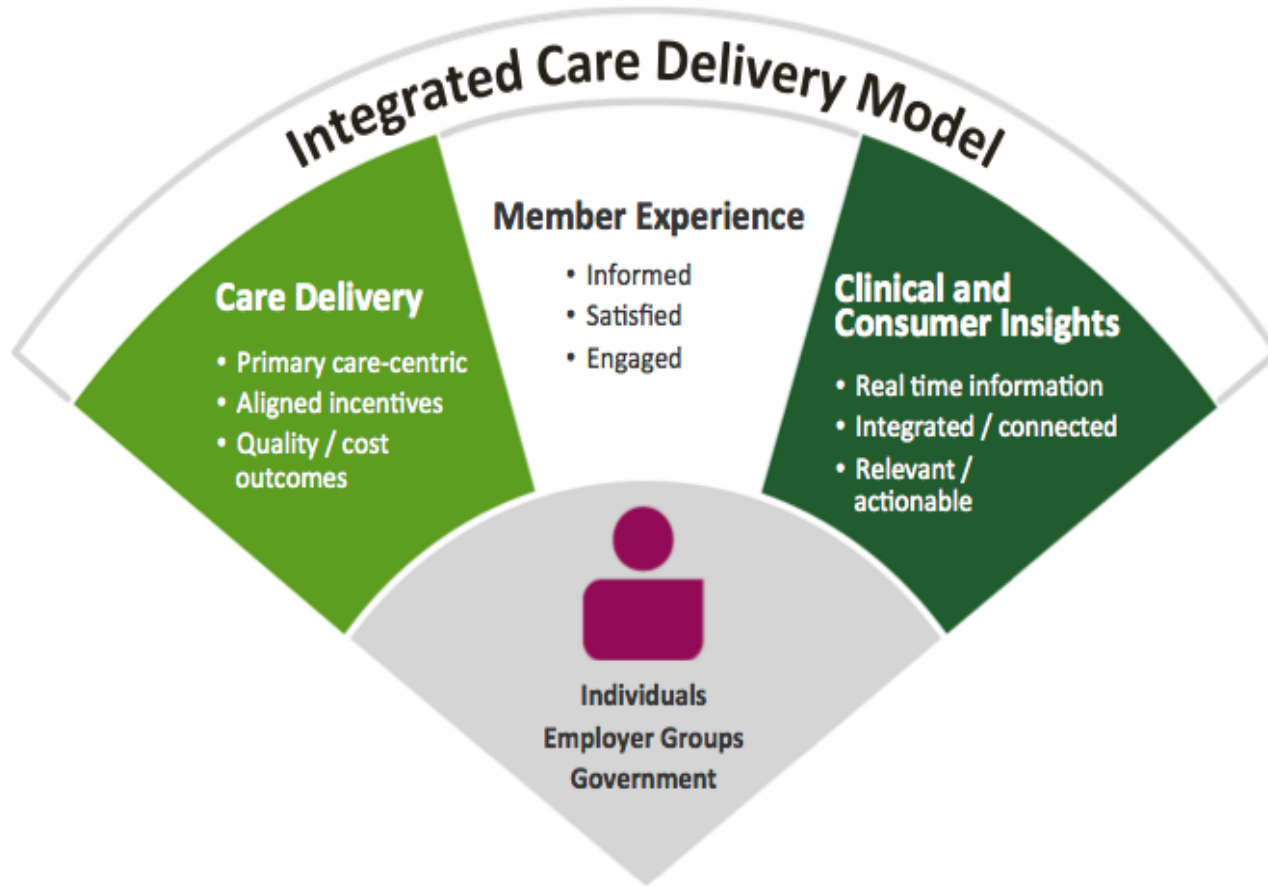 Integrated Care Delivery Model
Care Delivery
• Primary care-centric
• Aligned incentives
• Quality / cost
outcomes
Member Experience
• Informed
• Satisfied
• Engaged
Clinical and
Consumer Insights
• Real time information
• Integrated / connected
• Relevant /
actionable
Individuals
Employer Groups
Government